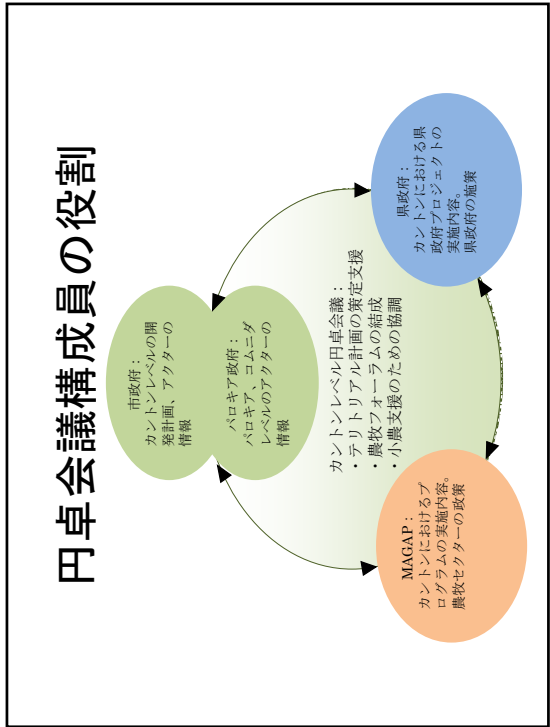 円卓会議構成員の役割
市政府：
カントンレベルの開
発計画、アクターの
情報
パロキア政府：
パロキア、コムニダ
レベルのアクターの
情報
カントンレベル円卓会議：
・テリトリアル計画の策定支援
・農牧フォーラムの結成
・小農支援のための協調
MAGAP：
カントンにおけるプ
ログラムの実施内容。
農牧セクターの政策
県政府：
カントンにおける県
政府プロジェクトの
実施内容。
県政府の施策